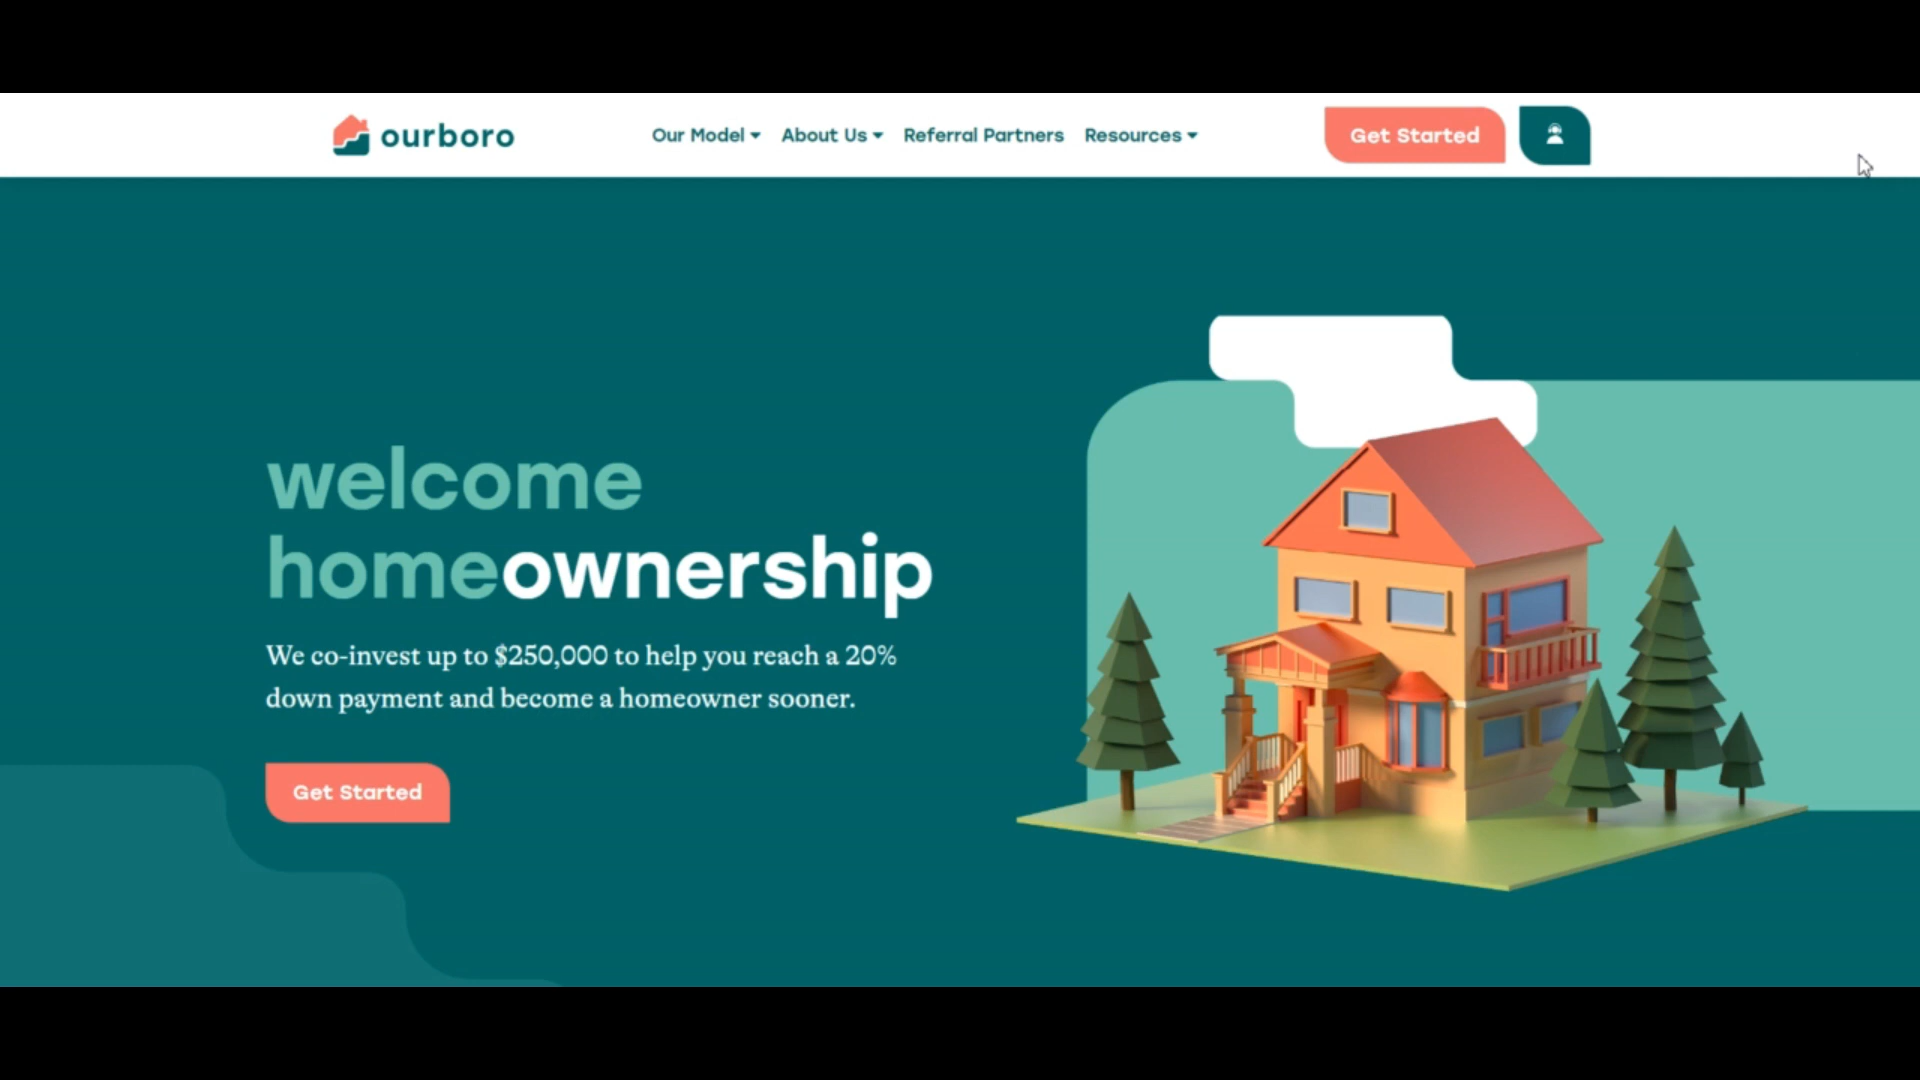 ourboro
Our Model
About Us
Referral Partners
Resources
Get Started
welcome
homeownership
We co-invest up to $250,000 to help you reach a 20%
down payment and become a homeowner sooner.
Get Started